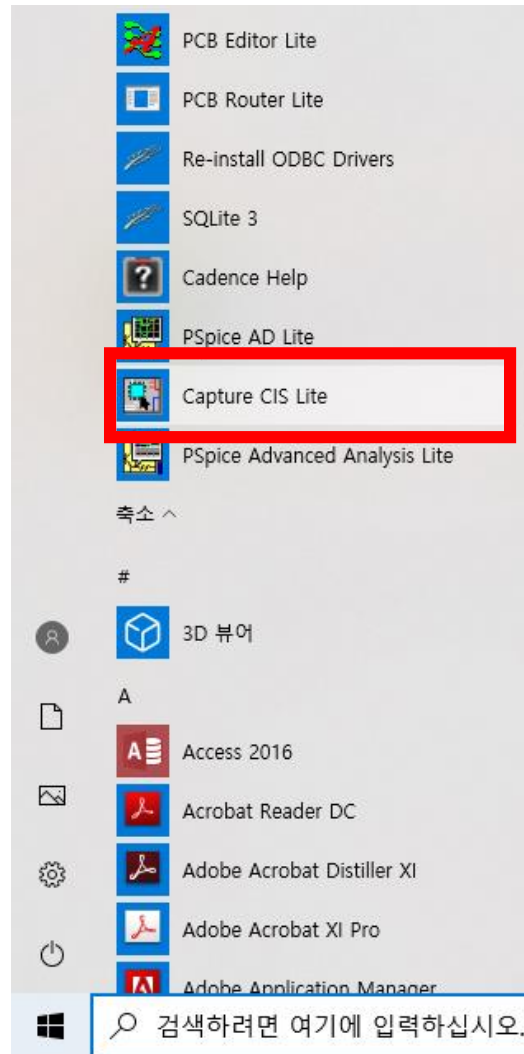 PCB Editor Lite
PCB Router Lite
Re-install ODBC Drivers
SQLite 3
Cadence Help
PSpice AD Lite
Capture CIS Lite
PSpice Advanced Analysis Lite
축소
#
3D 뷰어
A
Access 2016
Acrobat Reader DC
Adobe Acrobat Distiller XI
Adobe Acrobat XI Pro
Adobe Application Manager
검색하려면 여기에 입력하십시오.